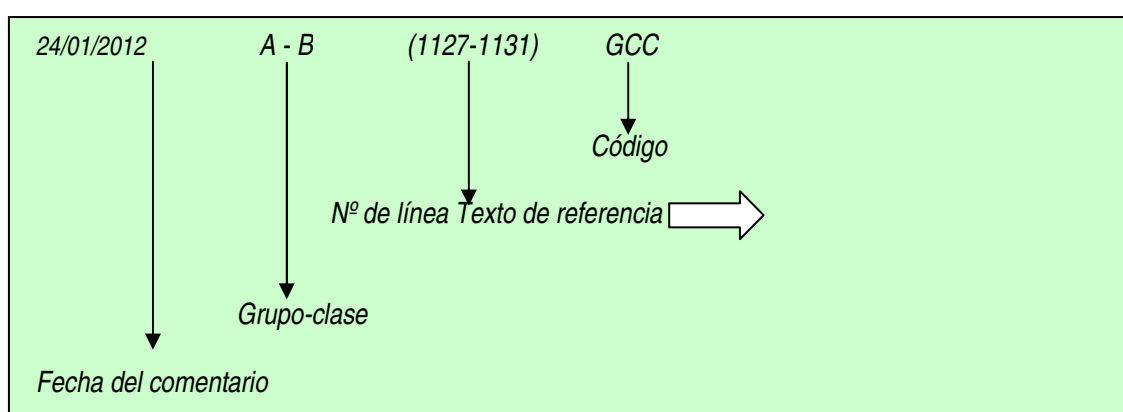 24/01/2012 A - B (1127-1131) GCC
Código
Nº de línea Texto de referencia
Grupo-clase
Fecha del comentario